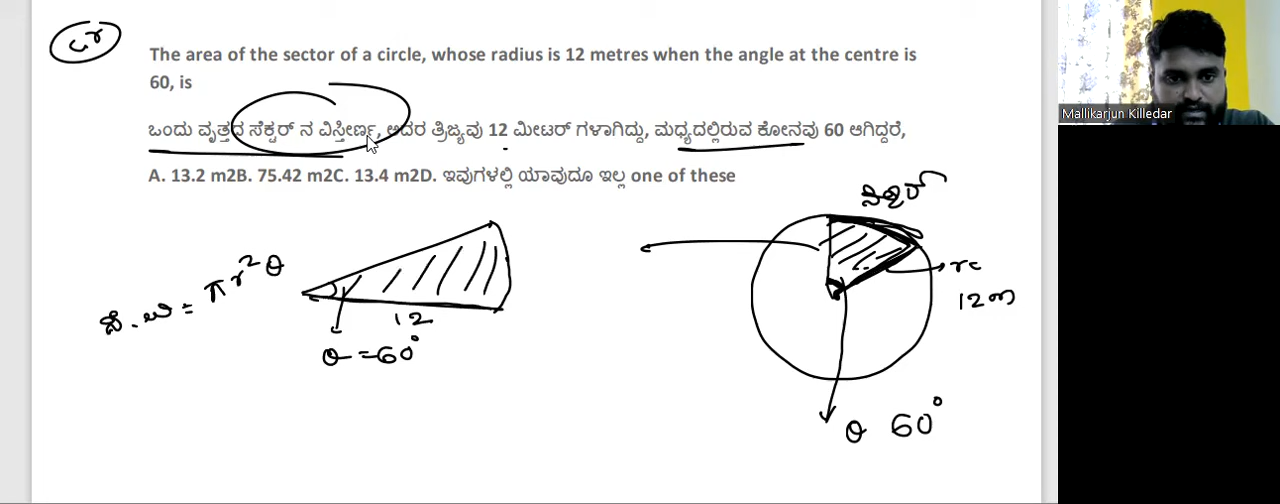 The area of the sector of a circle, whose radius is 12 metres when the angle at the centre is
60, is
ಒಂದು ವೃತ್ತದ ಸೆಕ್ಟರ್ ನ ವಿಸ್ತೀರ್ಣ, ಅದರ ತ್ರಿಜ್ಯವು 12 ಮೀಟರ್ ಗಳಾಗಿದ್ದು, ಮಧ್ಯದಲ್ಲಿರುವ ಕೋನವು 60 ಆಗಿದ್ದರೆ,
A. 13.2 m2B. 75.42 m2C. 13.4 m2D. ಇವುಗಳಲ್ಲಿ ಯಾವುದೂ ಇಲ್ಲ one of these
Mallikarjun Killedar
= πr²θ
12
θ = 60°
r=
12m
θ 60°